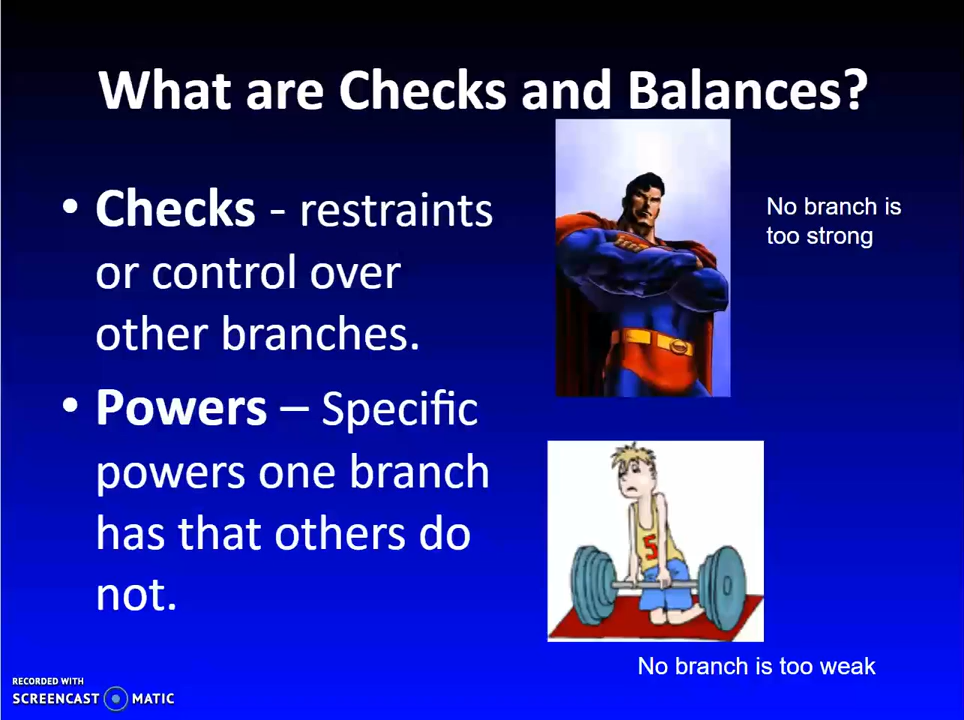 What are Checks and Balances?
• Checks - restraints
or control over
other branches.
• Powers – Specific
powers one branch
has that others do
not.
No branch is
too strong
5
No branch is too weak
RECORDED WITH
SCREENCAST MATIC